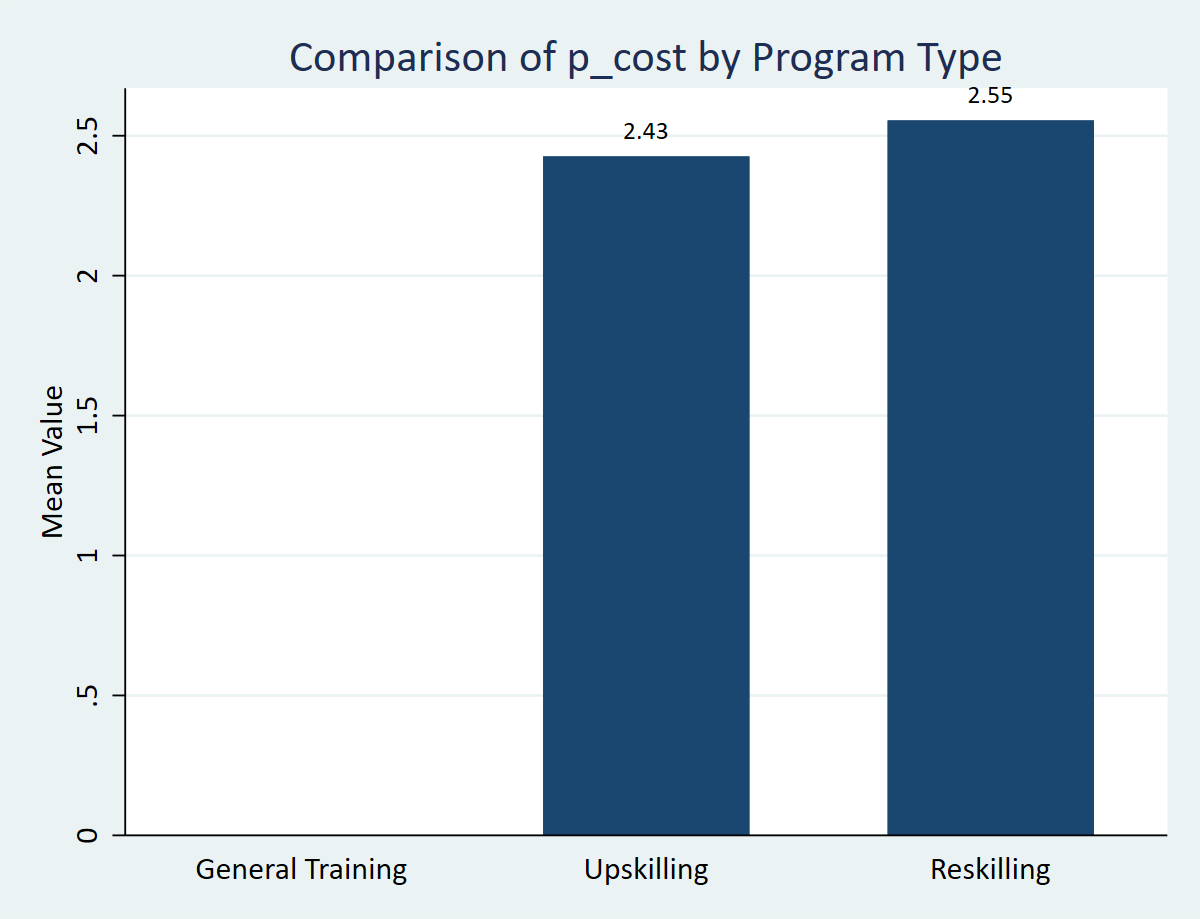 Comparison of p_cost by Program Type
Mean Value
2.5
2
1.5
1
.5
0
2.43
2.55
General Training
Upskilling
Reskilling